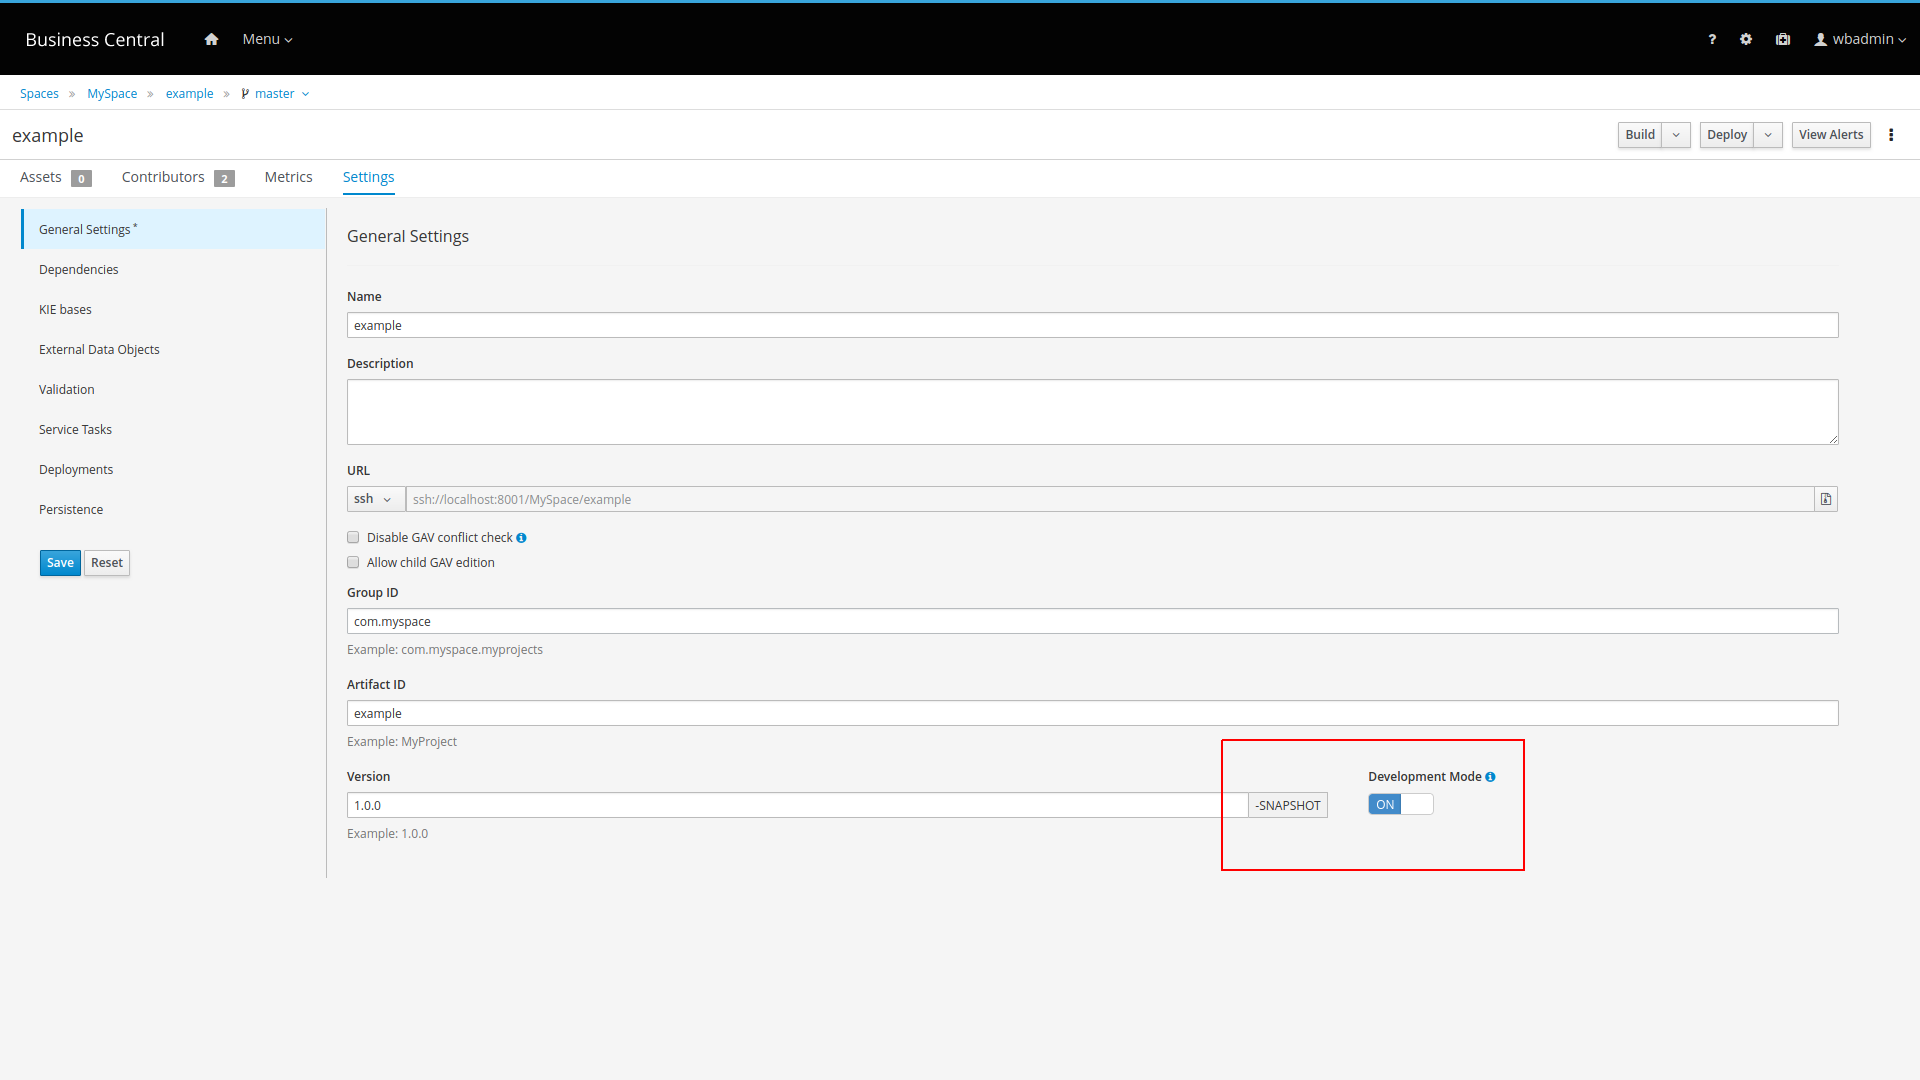 Business Central Menu ? wbadmin
Spaces » MySpace » example » master
example Build Deploy View Alerts
Assets 0 Contributors 2 Metrics Settings
General Settings *
Dependencies
KIE bases
External Data Objects
Validation
Service Tasks
Deployments
Persistence
Save Reset
General Settings
Name
example
Description
URL
ssh ssh://localhost:8001/MySpace/example
Disable GAV conflict check
Allow child GAV edition
Group ID
com.myspace
Example: com.myspace.myprojects
Artifact ID
example
Example: MyProject
Version Development Mode
1.0.0 -SNAPSHOT ON
Example: 1.0.0